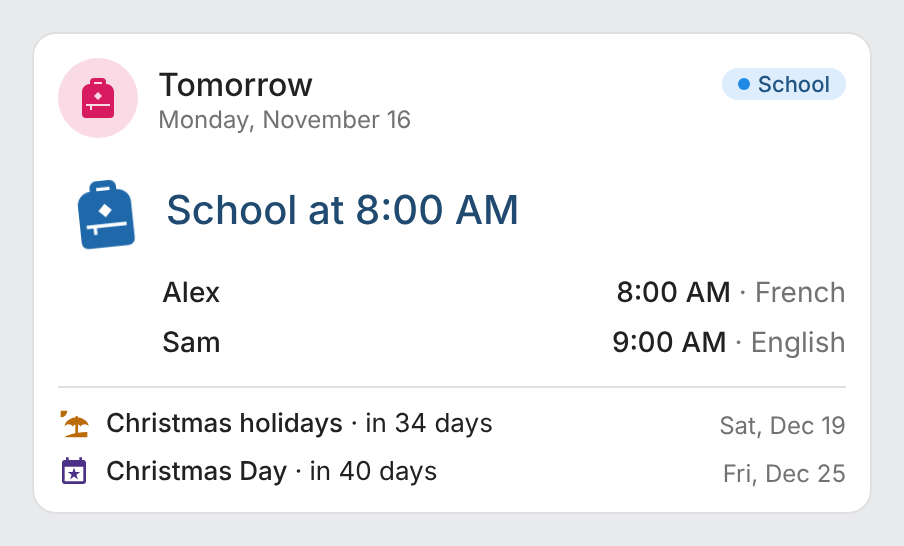 Tomorrow
Monday, November 16
School
School at 8:00 AM
Alex 8:00 AM · French
Sam 9:00 AM · English
Christmas holidays · in 34 days Sat, Dec 19
Christmas Day · in 40 days Fri, Dec 25